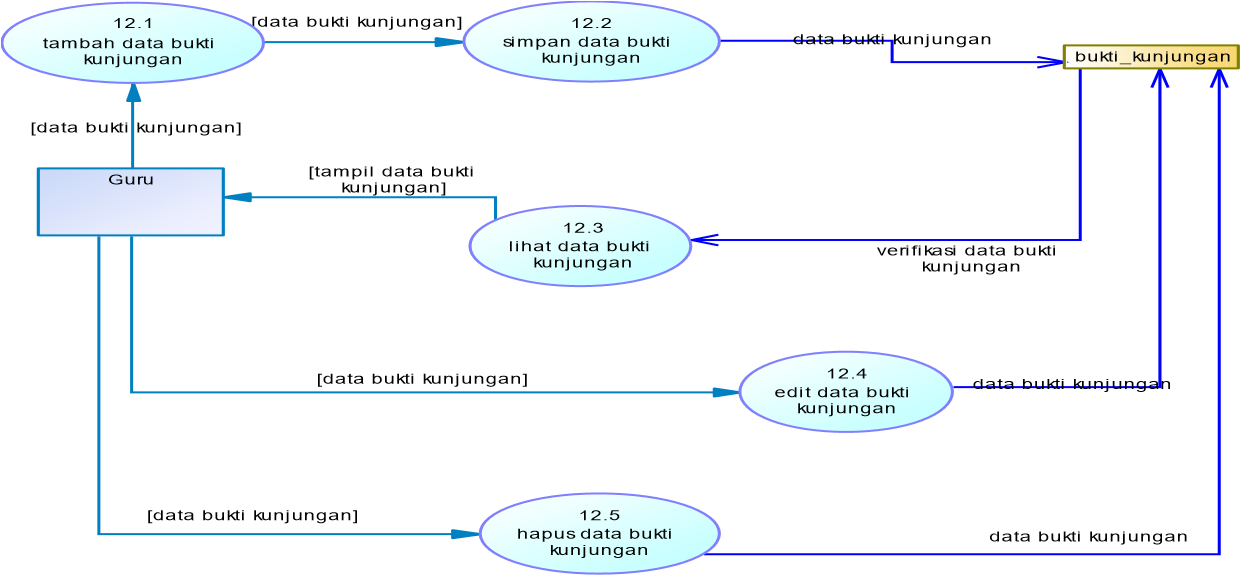 12.1
tambah data bukti
kunjungan
[data bukti kunjungan]
12.2
simpan data bukti
kunjungan
data bukti kunjungan
bukti_kunjungan
[data bukti kunjungan]
Guru
[tampil data bukti
kunjungan]
12.3
lihat data bukti
kunjungan
verifikasi data bukti
kunjungan
[data bukti kunjungan]
12.4
edit data bukti
kunjungan
data bukti kunjungan
[data bukti kunjungan]
12.5
hapus data bukti
kunjungan
data bukti kunjungan